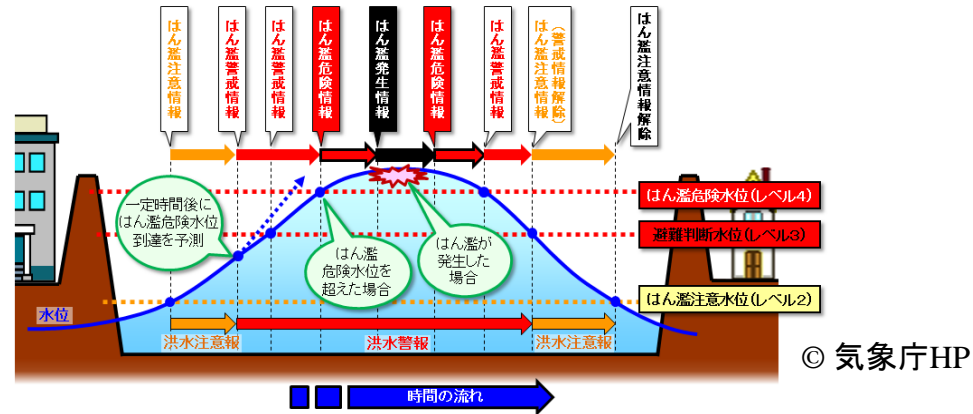 はん濫注意情報
はん濫警戒情報
はん濫警戒情報
はん濫危険情報
はん濫発生情報
はん濫危険情報
はん濫警戒情報
（警戒情報解除）
はん濫注意情報
はん濫注意情報解除
一定時間後に
はん濫危険水位
到達を予測
はん濫
危険水位を
超えた場合
はん濫が
発生した
場合
はん濫危険水位(レベル4)
避難判断水位(レベル3)
はん濫注意水位(レベル2)
水位
洪水注意報
洪水警報
洪水注意報
時間の流れ
© 気象庁HP